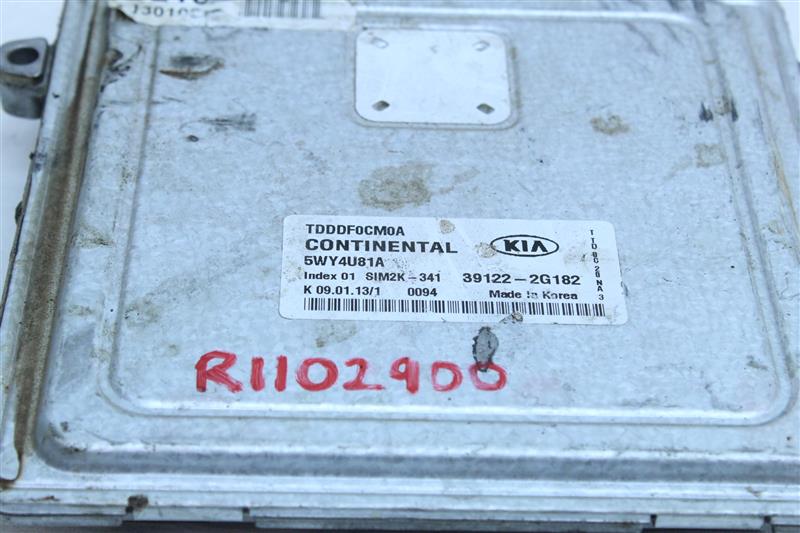 TDDDF0CM0A
CONTINENTAL KIA
5WY4U81A
Index 01 SIM2K-341 39122-2G182
K 09.01.13/1 0094 Made in Korea
R1102900